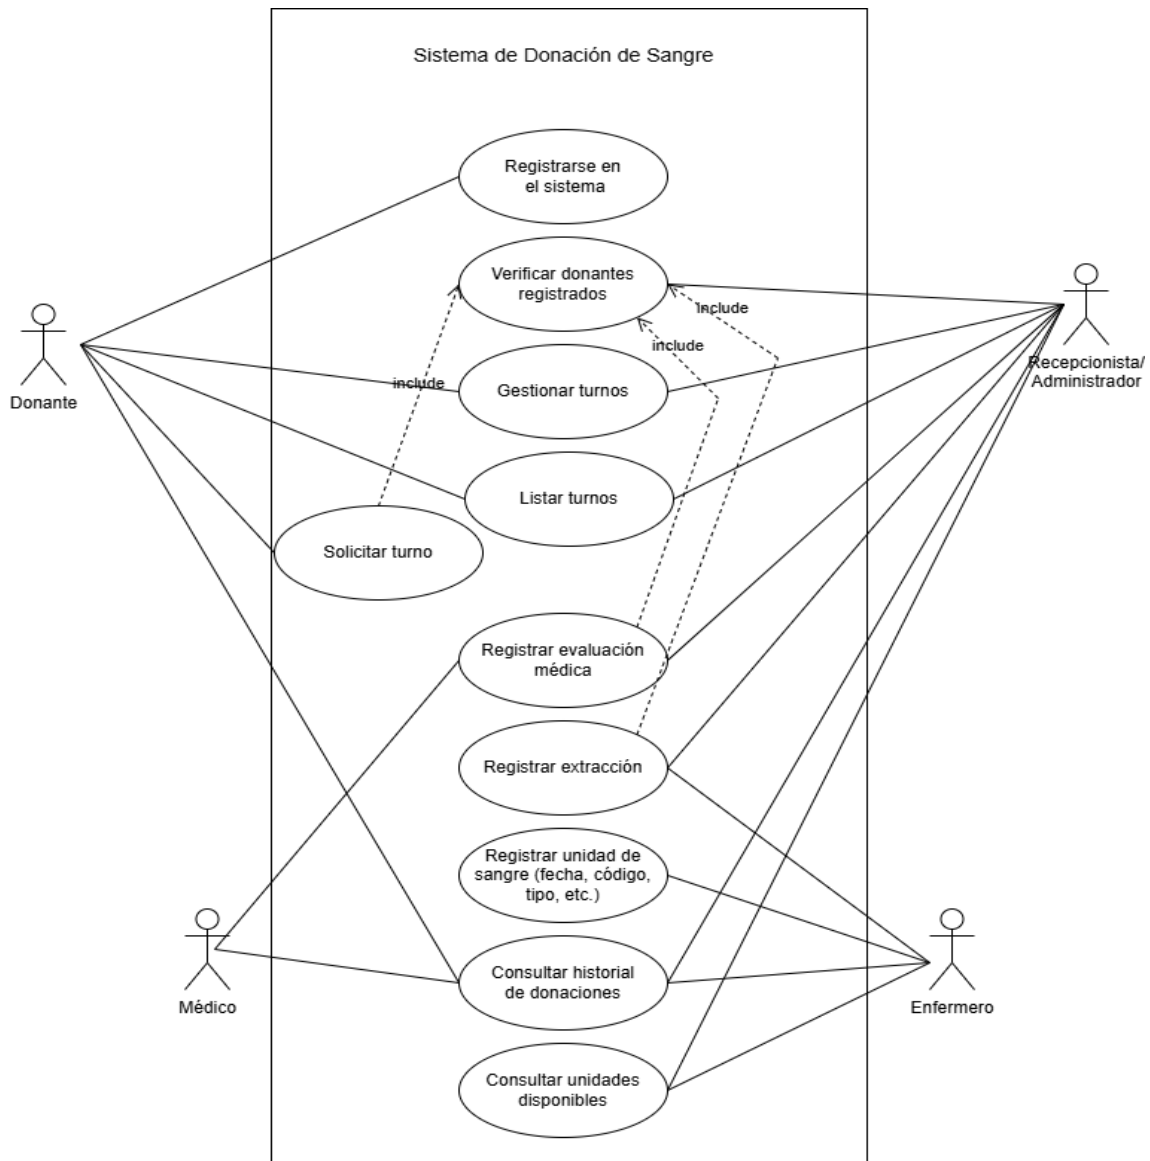 Sistema de Donación de Sangre
Registrarse en
el sistema
Verificar donantes
registrados
Include
include
include
Gestionar turnos
Donante
Recepcionista/
Administrador
Listar turnos
Solicitar turno
Registrar evaluación
médica
Registrar extracción
Registrar unidad de
sangre (fecha, código,
tipo, etc.)
Consultar historial
de donaciones
Médico
Enfermero
Consultar unidades
disponibles